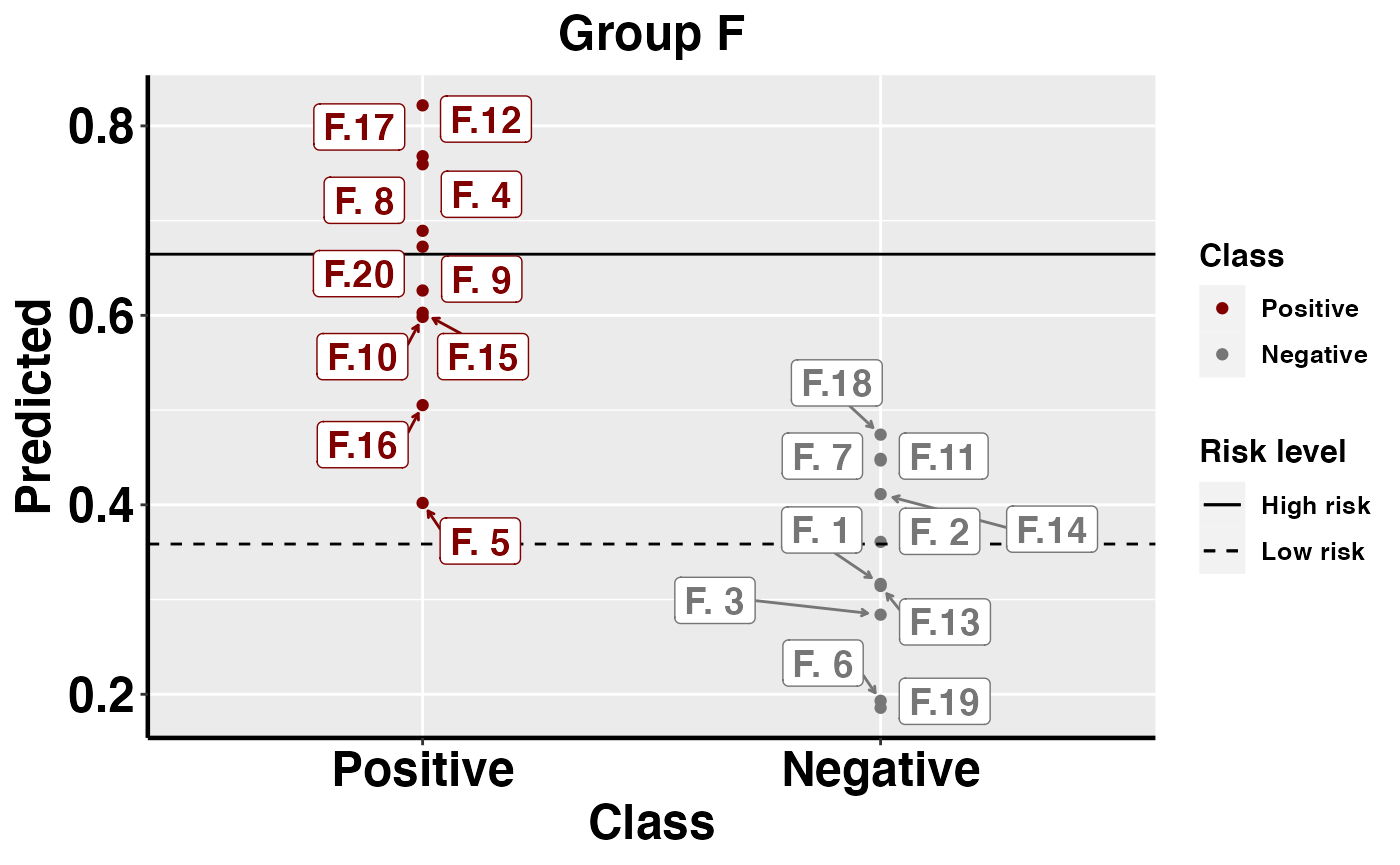 Group F
Predicted
0.8
0.6
0.4
0.2
F.17
F.12
F. 8
F. 4
F.20
F. 9
F.10
F.15
F.16
F. 5
F.18
F. 7
F.11
F. 1
F. 2
F.14
F. 3
F.13
F. 6
F.19
Positive
Negative
Class
Class
Positive
Negative
Risk level
High risk
Low risk